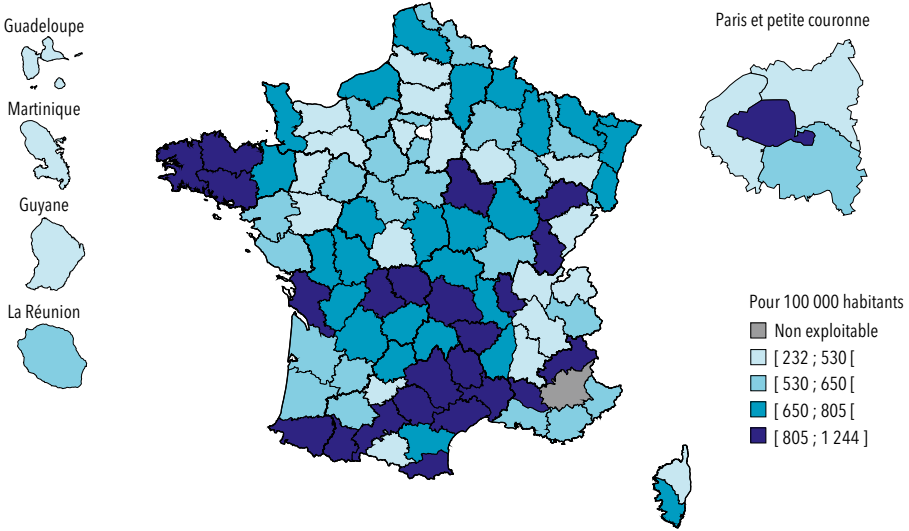 Guadeloupe
Martinique
Guyane
La Réunion
Paris et petite couronne
Pour 100 000 habitants
Non exploitable
[ 232 ; 530 [
[ 530 ; 650 [
[ 650 ; 805 [
[ 805 ; 1 244 ]